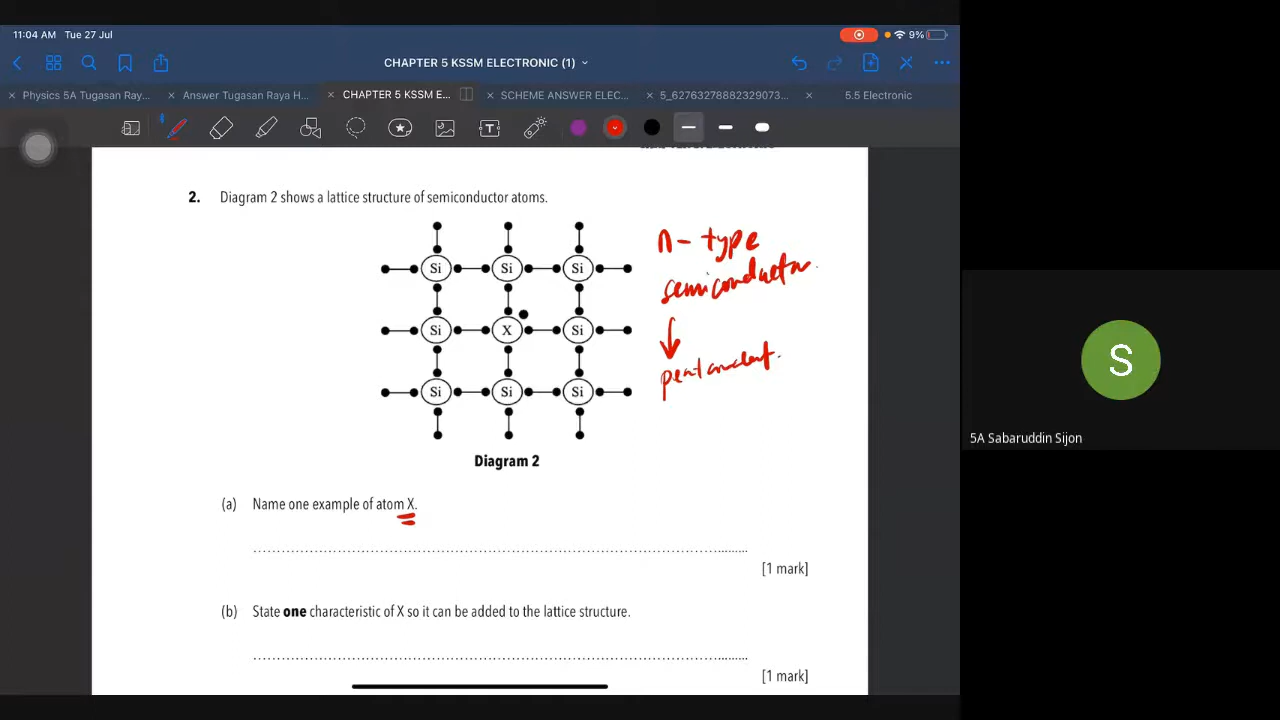 11:04 AM Tue 27 Jul
9%
CHAPTER 5 KSSM ELECTRONIC (1)
Physics 5A Tugasan Ray...
Answer Tugasan Raya H...
CHAPTER 5 KSSM E...
SCHEME ANSWER ELEC...
5_62763278882329073...
5.5 Electronic
2. Diagram 2 shows a lattice structure of semiconductor atoms.
Si Si Si
Si X Si
Si Si Si
n - type
semiconductor
Diagram 2
(a) Name one example of atom X.
[1 mark]
(b) State one characteristic of X so it can be added to the lattice structure.
[1 mark]
S
5A Sabaruddin Sijon